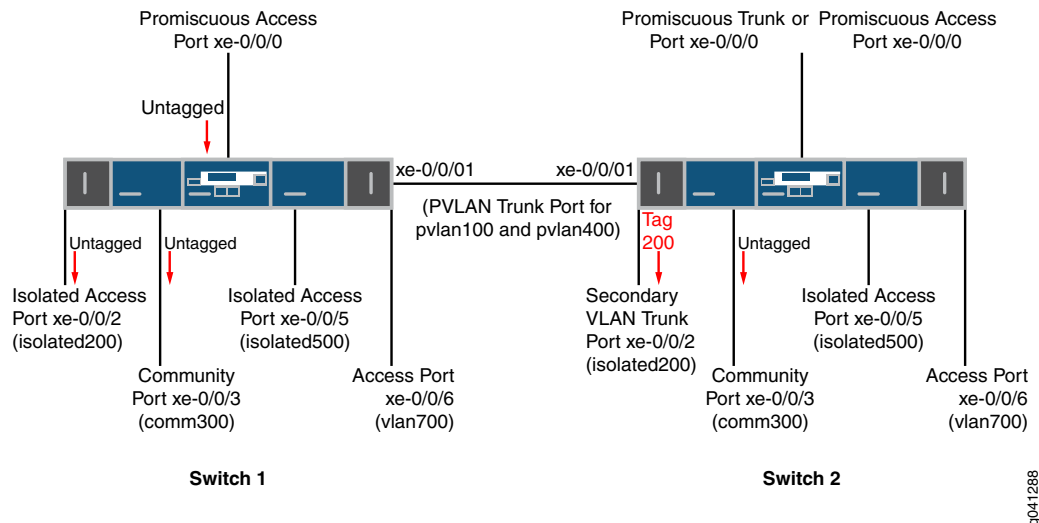 Promiscuous Access
Port xe-0/0/0
Promiscuous Trunk or
Port xe-0/0/0
Promiscuous Access
Port xe-0/0/0
Untagged
xe-0/0/01
xe-0/0/01
(PVLAN Trunk Port for
pvlan100 and pvlan400)
Untagged
Untagged
Tag
200
Untagged
Isolated Access
Port xe-0/0/2
(isolated200)
Isolated Access
Port xe-0/0/5
(isolated500)
Secondary
VLAN Trunk
Port xe-0/0/2
(isolated200)
Isolated Access
Port xe-0/0/5
(isolated500)
Community
Port xe-0/0/3
(comm300)
Access Port
xe-0/0/6
(vlan700)
Community
Port xe-0/0/3
(comm300)
Access Port
xe-0/0/6
(vlan700)
Switch 1
Switch 2
g041288